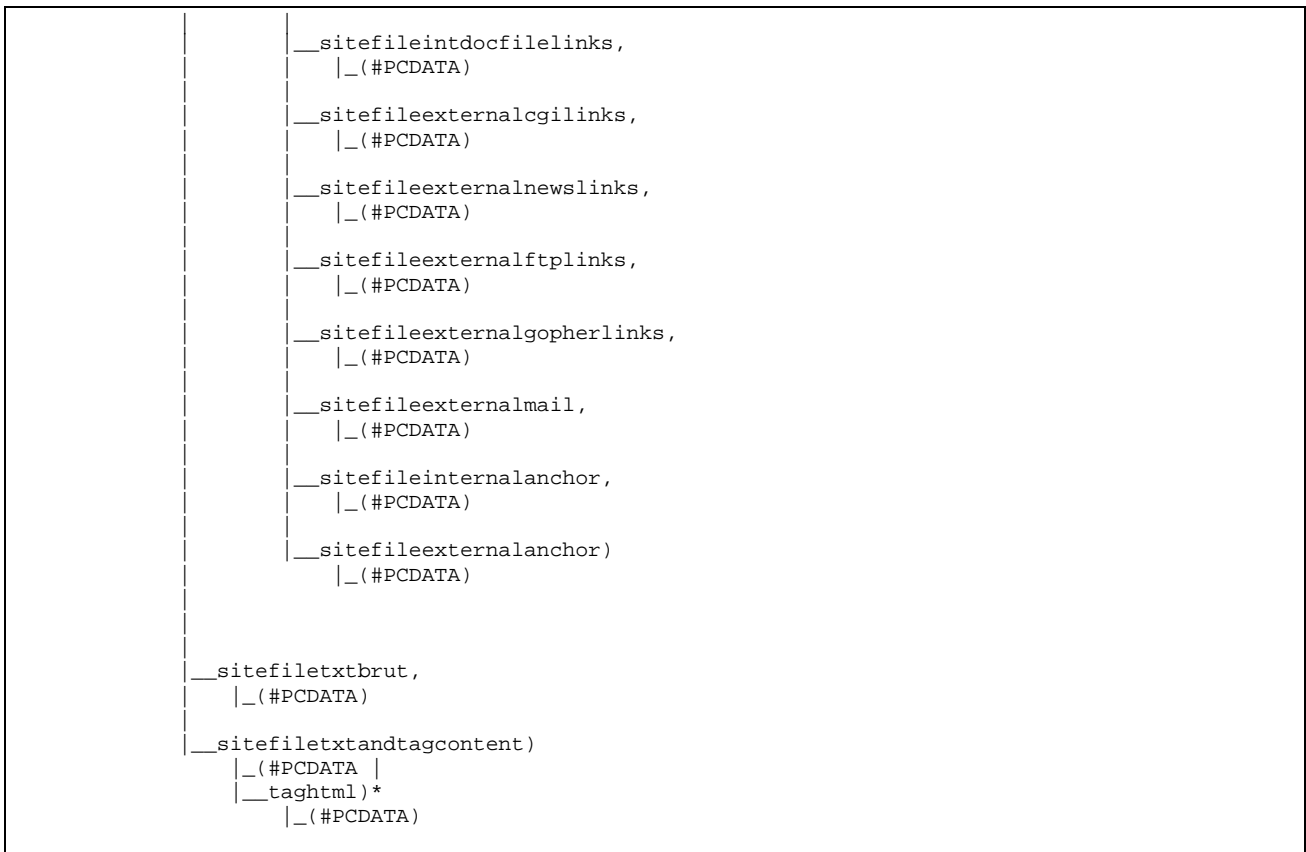 |__sitefileintdocfilelinks,
|_(#PCDATA)
|__sitefileexternalcgilinks,
|_(#PCDATA)
|__sitefileexternalnewslinks,
|_(#PCDATA)
|__sitefileexternalftplinks,
|_(#PCDATA)
|__sitefileexternalgopherlinks,
|_(#PCDATA)
|__sitefileexternalmail,
|_(#PCDATA)
|__sitefileinternalanchor,
|_(#PCDATA)
|__sitefileexternalanchor)
|_(#PCDATA)
|__sitefiletxtbrut,
|_(#PCDATA)
|__sitefiletxtandtagcontent)
|_(#PCDATA |
|__taghtml)*
|_(#PCDATA)